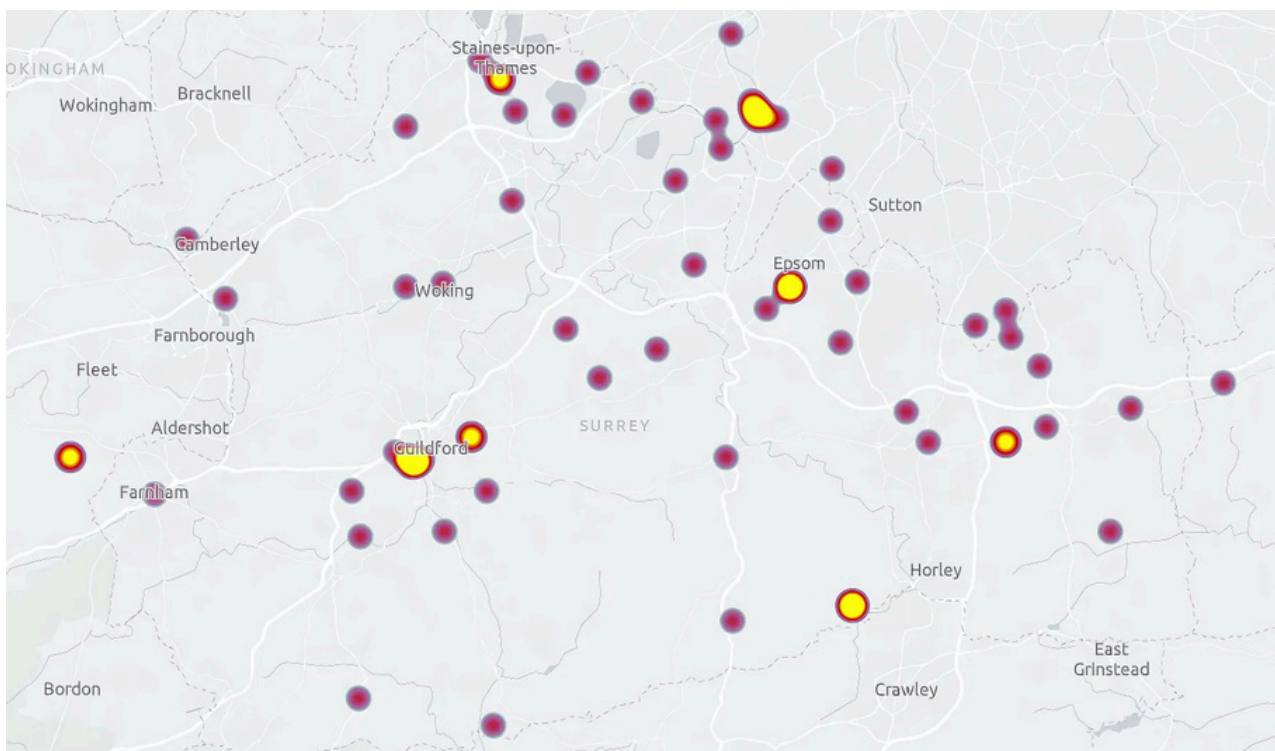 Staines-upon-
Thames
OKINGHAM
Bracknell
Wokingham
Sutton
Camberley
Epsom
Woking
Farnborough
Fleet
SURREY
Aldershot
Guildford
Farnham
Horley
East
Grinstead
Bordon
Crawley